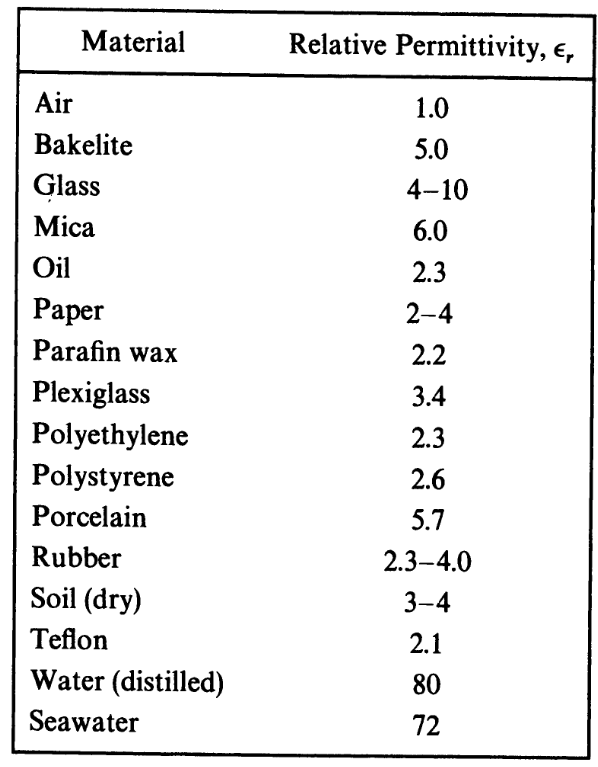 Material Relative Permittivity, ϵr
Air 1.0
Bakelite 5.0
Glass 4–10
Mica 6.0
Oil 2.3
Paper 2–4
Parafin wax 2.2
Plexiglass 3.4
Polyethylene 2.3
Polystyrene 2.6
Porcelain 5.7
Rubber 2.3–4.0
Soil (dry) 3–4
Teflon 2.1
Water (distilled) 80
Seawater 72